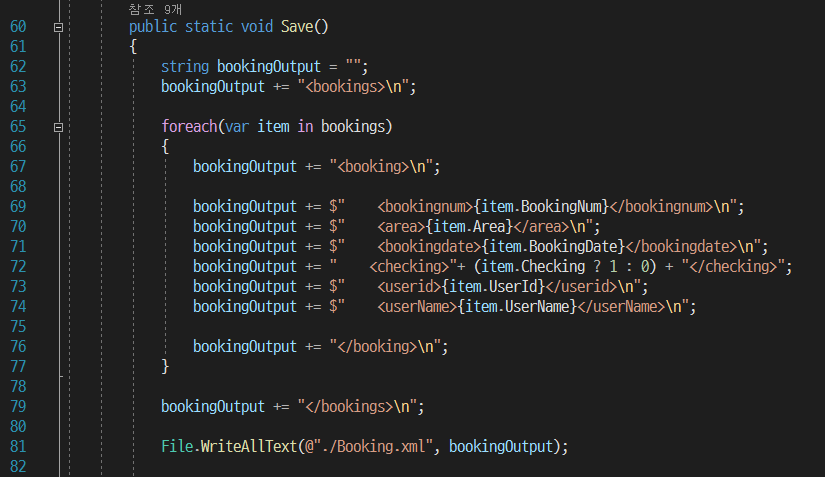 참조 9개
60 public static void Save()
61 {
62 string bookingOutput = "";
63 bookingOutput += "<bookings>\n";
64
65 foreach(var item in bookings)
66 {
67 bookingOutput += "<booking>\n";
68
69 bookingOutput += $"    <bookingnum>{item.BookingNum}</bookingnum>\n";
70 bookingOutput += $"    <area>{item.Area}</area>\n";
71 bookingOutput += $"    <bookingdate>{item.BookingDate}</bookingdate>\n";
72 bookingOutput += "    <checking>"+ (item.Checking ? 1 : 0) + "</checking>";
73 bookingOutput += $"    <userid>{item.UserId}</userid>\n";
74 bookingOutput += $"    <userName>{item.UserName}</userName>\n";
75
76 bookingOutput += "</booking>\n";
77 }
78
79 bookingOutput += "</bookings>\n";
80
81 File.WriteAllText(@"./Booking.xml", bookingOutput);
82